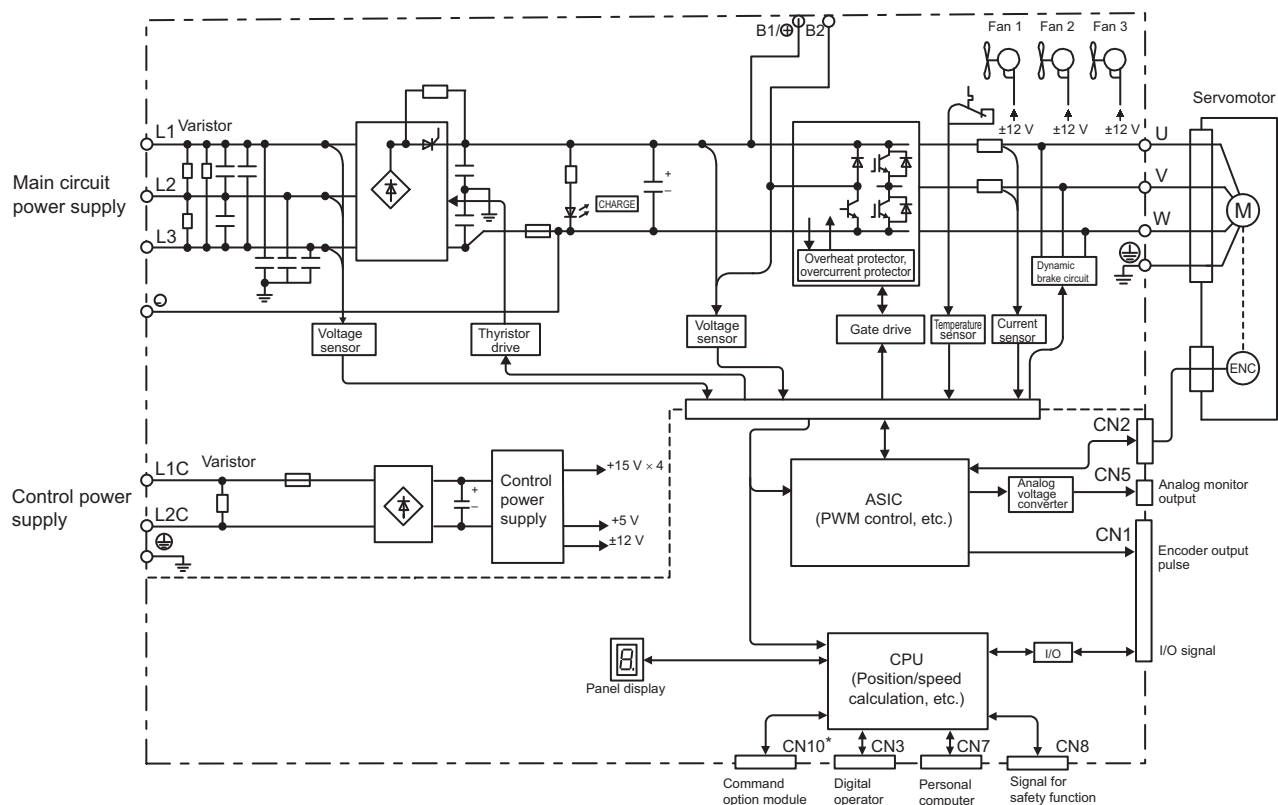 B1/⊕ B2
Fan 1 Fan 2 Fan 3
Servomotor
±12 V ±12 V ±12 V
L1 Varistor
U
Main circuit
power supply
L2
V
CHARGE
M
L3
W
Overheat protector,
overcurrent protector
Dynamic
brake circuit
⊖
Voltage
sensor
Thyristor
drive
Voltage
sensor
Gate drive
Temperature
sensor
Current
sensor
ENC
CN2
Control power
supply
L1C
Varistor
+15 V × 4
Control
power
supply
L2C
+5 V
±12 V
ASIC
(PWM control, etc.)
Analog
voltage
converter
CN5
Analog monitor
output
CN1
Encoder output
pulse
8.
Panel display
CPU
(Position/speed
calculation, etc.)
I/O
I/O signal
CN10* CN3 CN7 CN8
Command
option module
Digital
operator
Personal
computer
Signal for
safety function
+
–
+
–